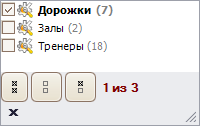 Дорожки (7)
Залы (2)
Тренеры (18)
1 из 3
x